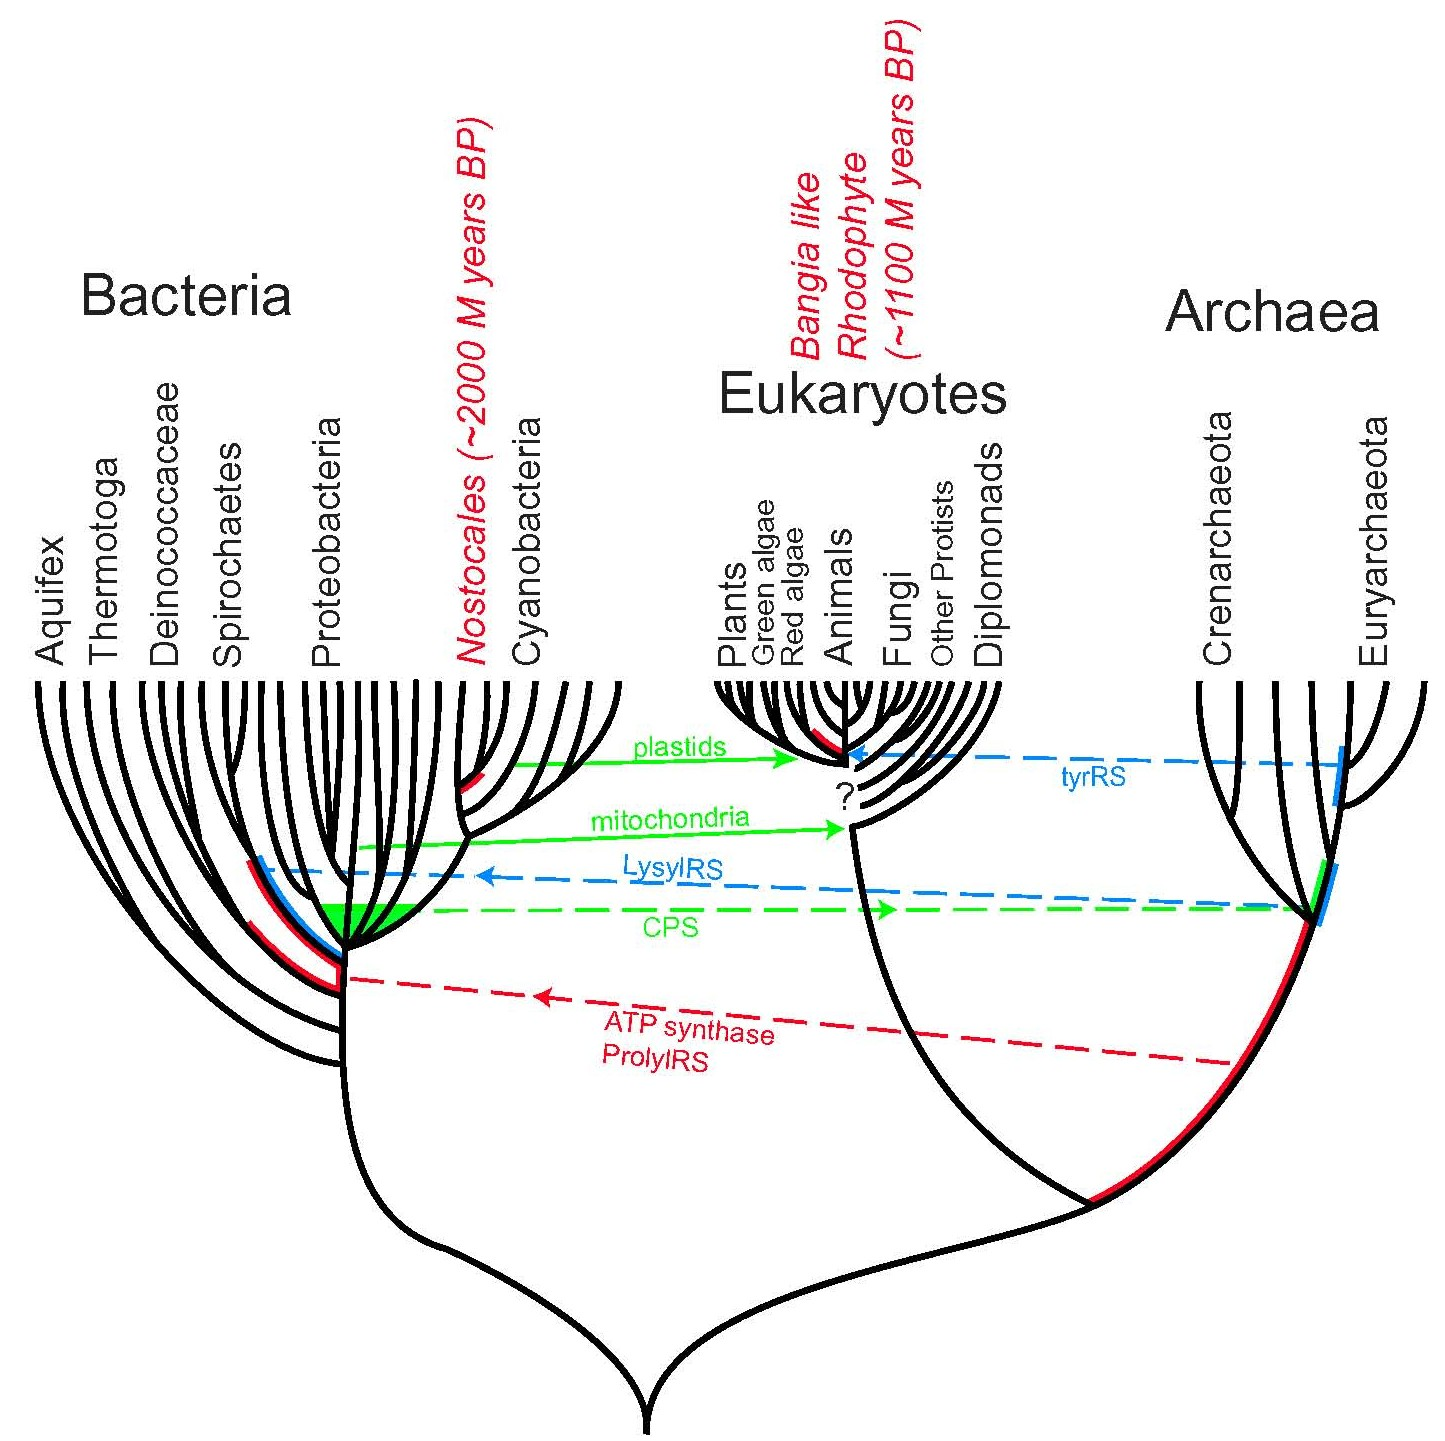 Bacteria
Eukaryotes
Archaea
Aquifex
Thermotoga
Deinococcaceae
Spirochaetes
Proteobacteria
Nostocales (~2000 M years BP)
Cyanobacteria
Bangia like
Rhodophyte
(~1100 M years BP)
Plants
Green algae
Red algae
Animals
Fungi
Other Protists
Diplomonads
Crenarchaeota
Euryarchaeota
plastids
tyrRS
?
mitochondria
LysylRS
CPS
ATP synthase
ProlylRS